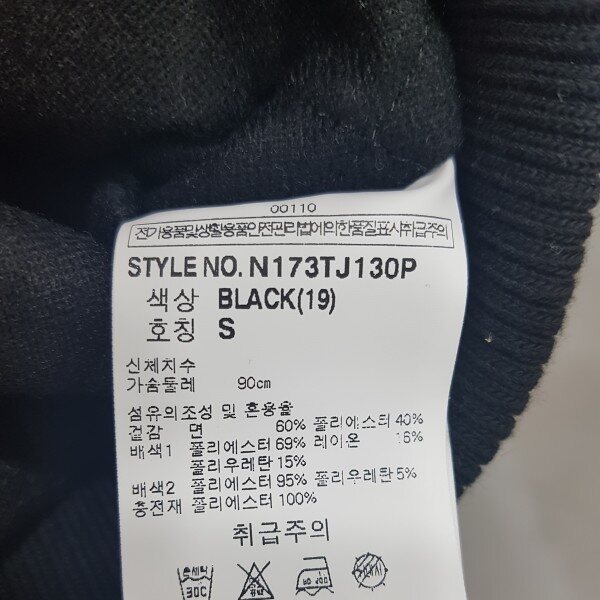 00110
전기용품및생활용품안전관리법에의한품질표시취급주의
STYLE NO. N173TJ130P
색상 BLACK(19)
호칭 S
신체치수
가슴둘레 90cm
섬유의조성 및 혼용율
겉감 면 60% 폴리에스터 40%
배색1 폴리에스터 69% 레이온 16%
폴리우레탄 15%
배색2 폴리에스터 95% 폴리우레탄 5%
충전재 폴리에스터 100%
취급주의
손세탁
30C